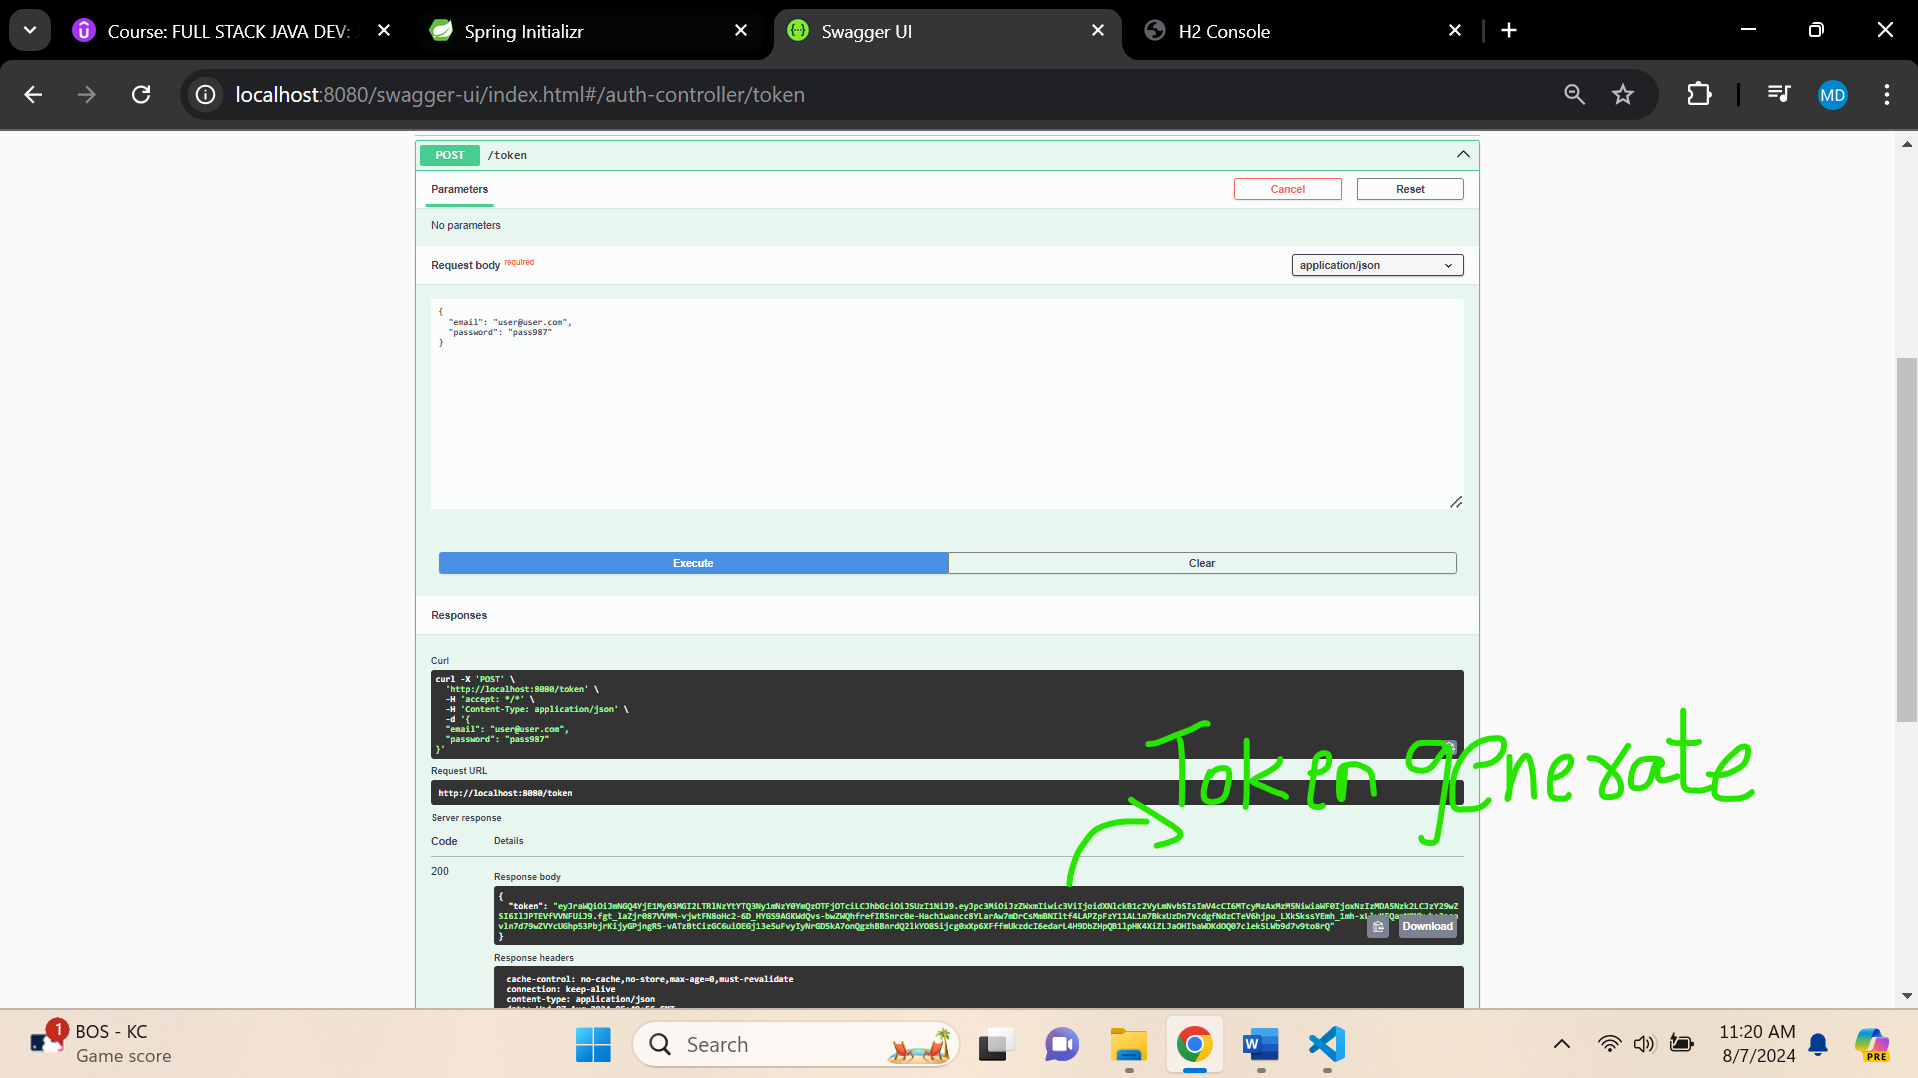 Course: FULL STACK JAVA DEV:
Spring Initializr
Swagger UI
H2 Console
localhost:8080/swagger-ui/index.html#/auth-controller/token
MD
POST /token
Parameters
Cancel
Reset
No parameters
Request body required
application/json
{
"email": "user@user.com",
"password": "pass987"
}
Execute
Clear
Responses
Curl
curl -X 'POST' \
'http://localhost:8080/token' \
-H 'accept: */*' \
-H 'Content-Type: application/json' \
-d '{
"email": "user@user.com",
"password": "pass987"
}'
Token generate
Request URL
http://localhost:8080/token
Server response
Code Details
200
Response body
{
"token":
}
Download
Response headers
cache-control: no-cache,no-store,max-age=0,must-revalidate
connection: keep-alive
content-type: application/json
1
BOS - KC
Game score
Search
PRE
11:20 AM
8/7/2024